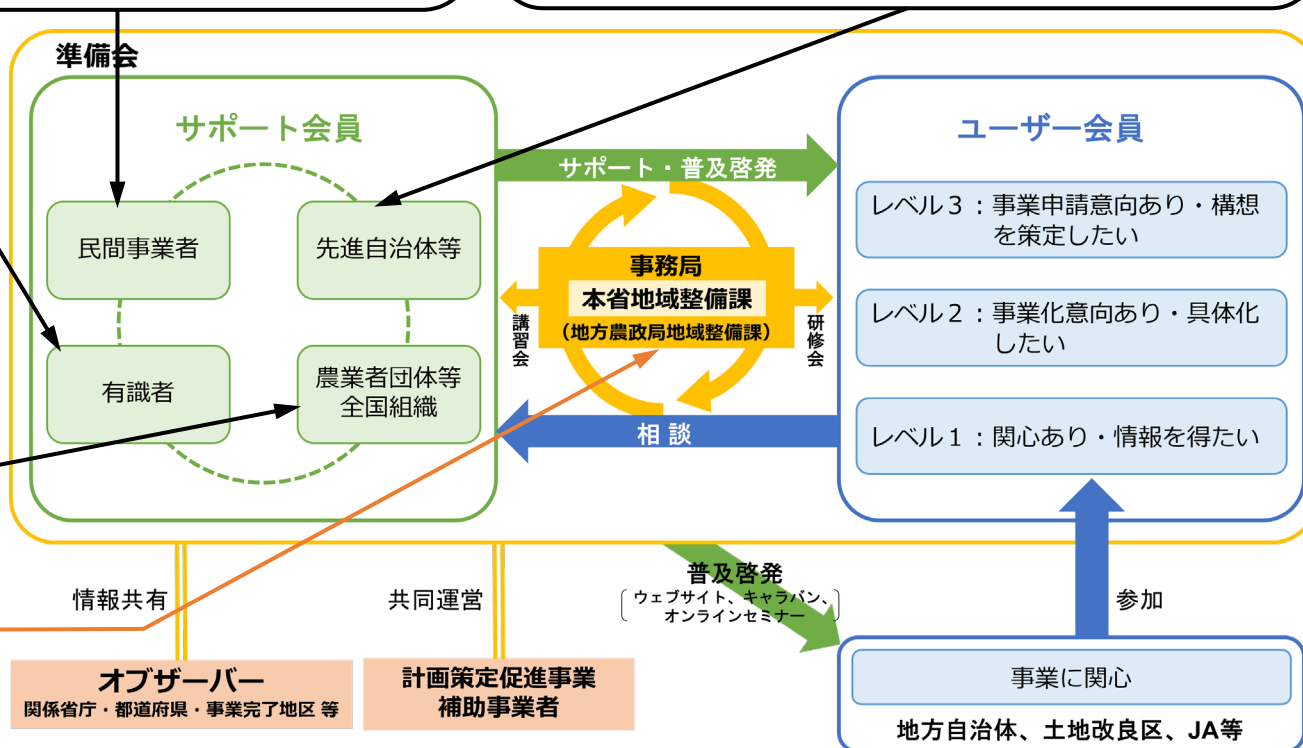 準備会
サポート会員
民間事業者
先進自治体等
有識者
農業者団体等
全国組織
サポート・普及啓発
事務局
本省地域整備課
（地方農政局地域整備課）
講習会
研修会
相談
ユーザー会員
レベル３：事業申請意向あり・構想
を策定したい
レベル２：事業化意向あり・具体化
したい
レベル１：関心あり・情報を得たい
情報共有
共同運営
普及啓発
ウェブサイト、キャラバン、
オンラインセミナー
参加
オブザーバー
関係省庁・都道府県・事業完了地区 等
計画策定促進事業
補助事業者
事業に関心
地方自治体、土地改良区、JA等